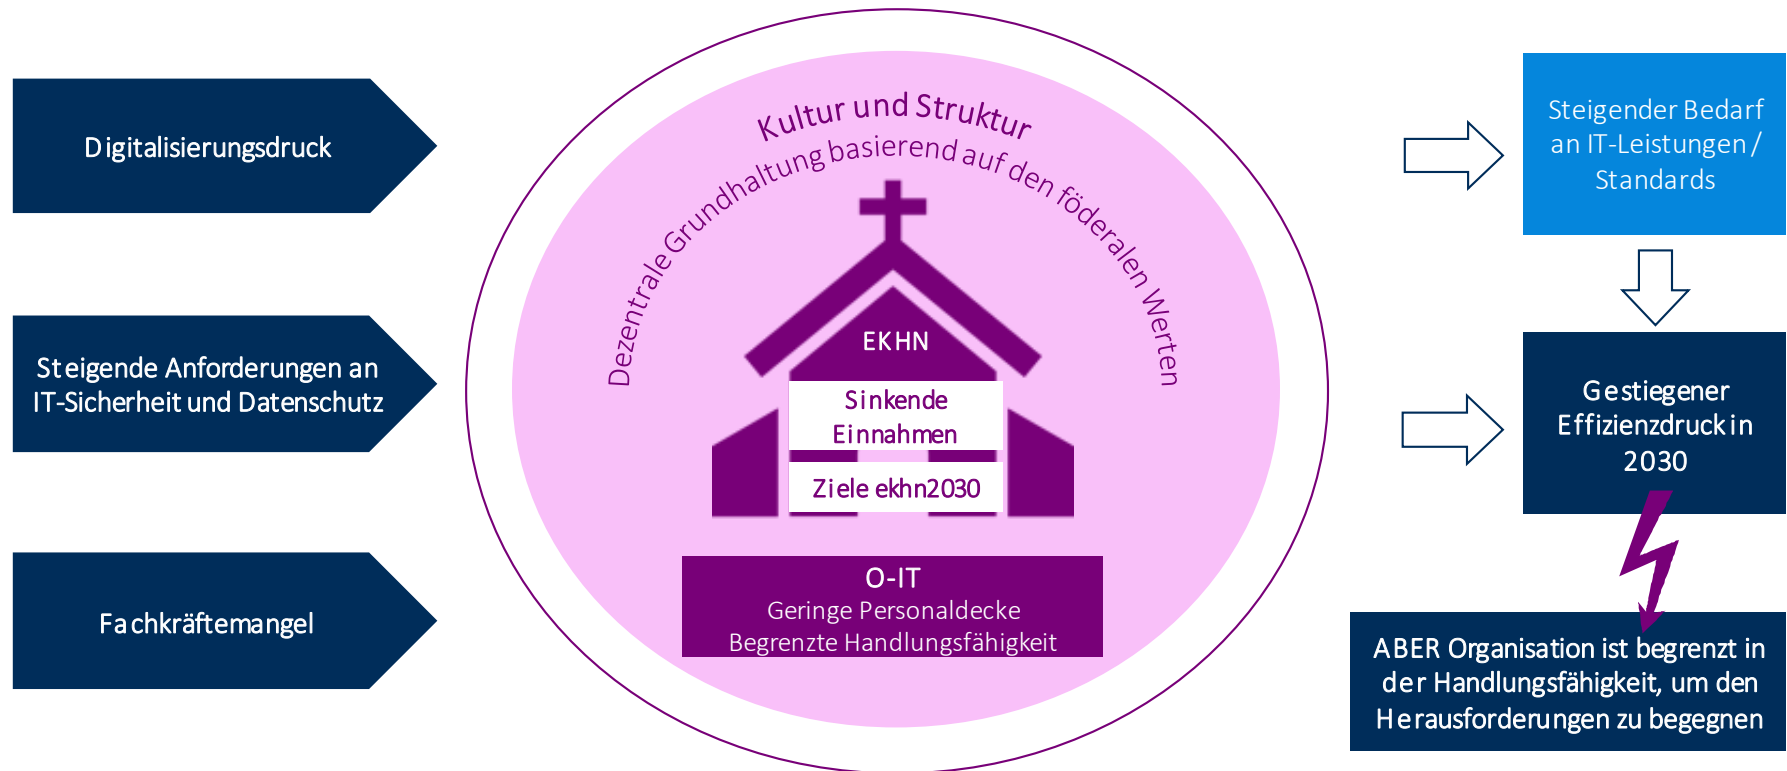 Digitalisierungsdruck
Steigende Anforderungen an
IT-Sicherheit und Datenschutz
Fachkräftemangel
Kultur und Struktur
Dezentrale Grundhaltung basierend auf den föderalen Werten
EKHN
Sinkende
Einnahmen
Ziele ekhn2030
O-IT
Geringe Personaldecke
Begrenzte Handlungsfähigkeit
Steigender Bedarf
an IT-Leistungen /
Standards
Gestiegener
Effizienzdruck in
2030
ABER Organisation ist begrenzt in
der Handlungsfähigkeit, um den
Herausforderungen zu begegnen